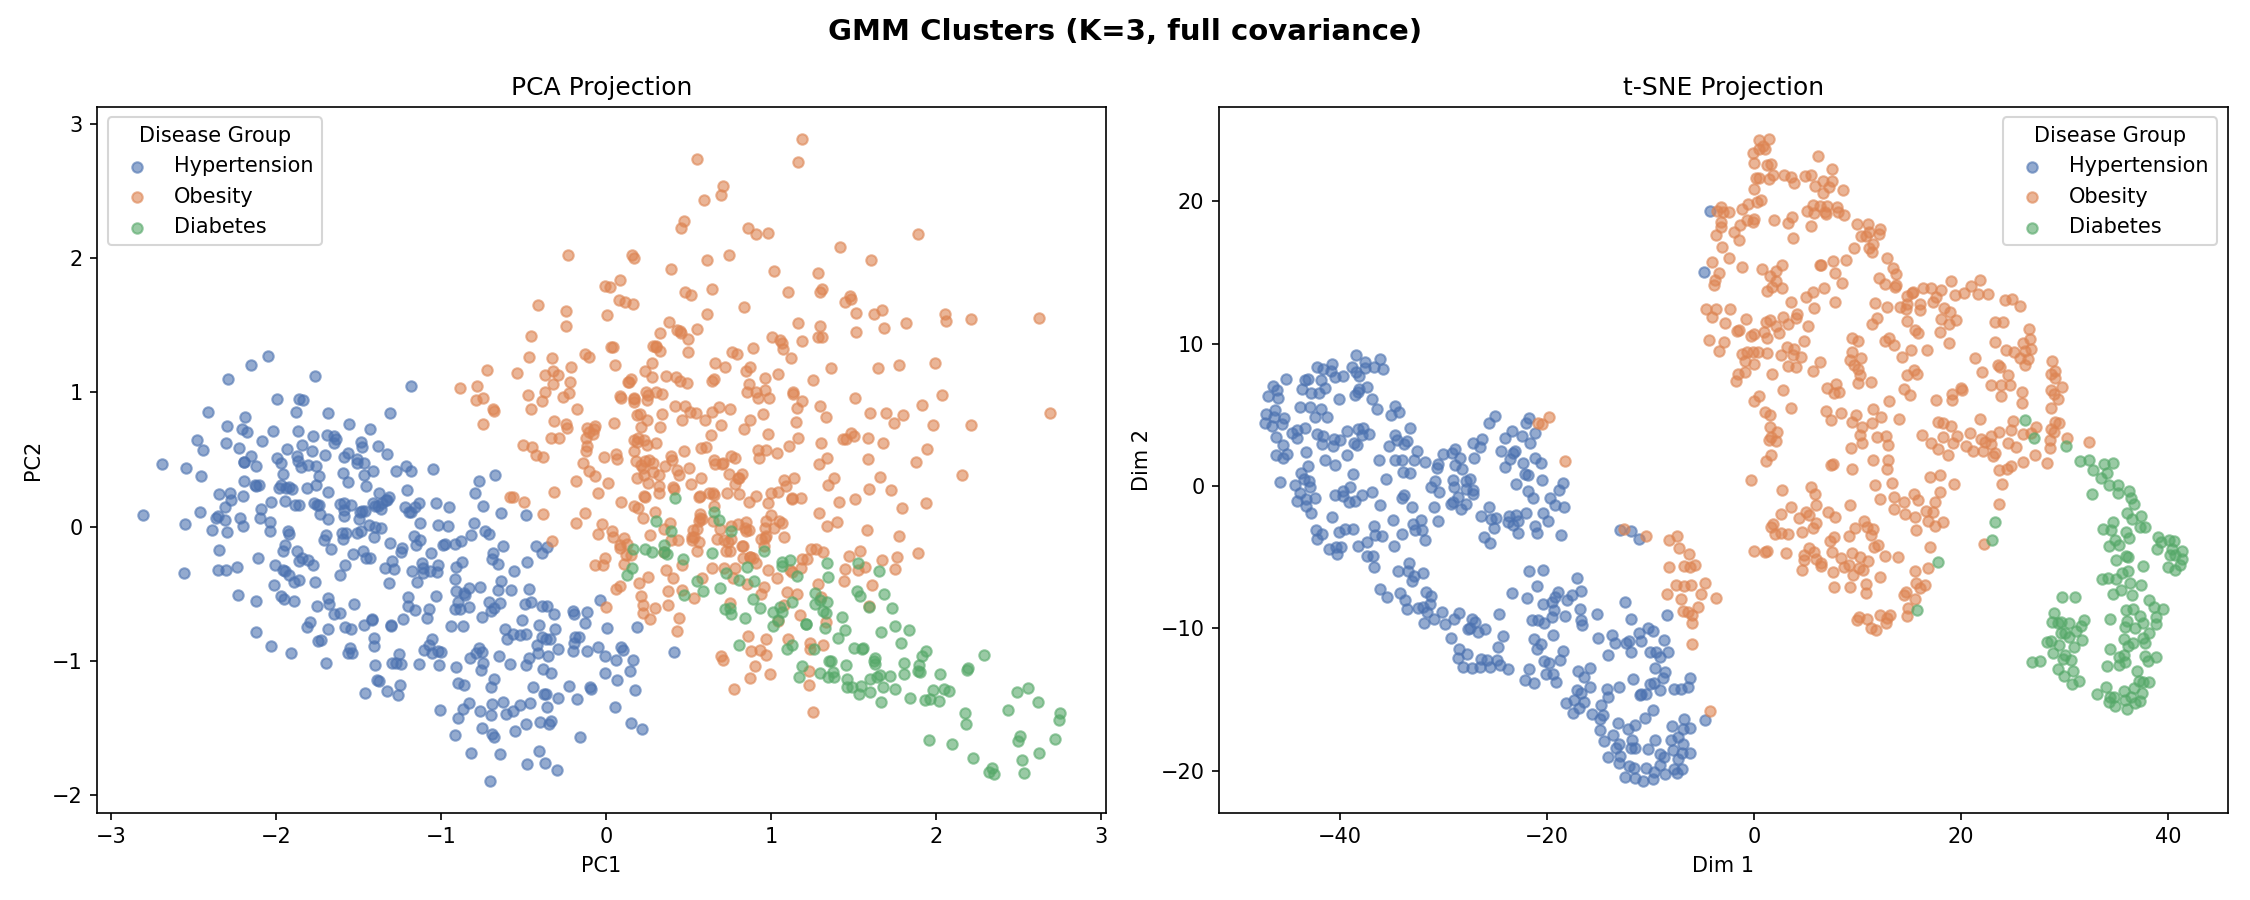 GMM Clusters (K=3, full covariance)
PCA Projection
Disease Group
Hypertension
Obesity
Diabetes
3
2
1
0
−1
−2
PC2
−3
−2
−1
0
1
2
3
PC1
t-SNE Projection
Disease Group
Hypertension
Obesity
Diabetes
20
10
0
−10
−20
Dim 2
−40
−20
0
20
40
Dim 1